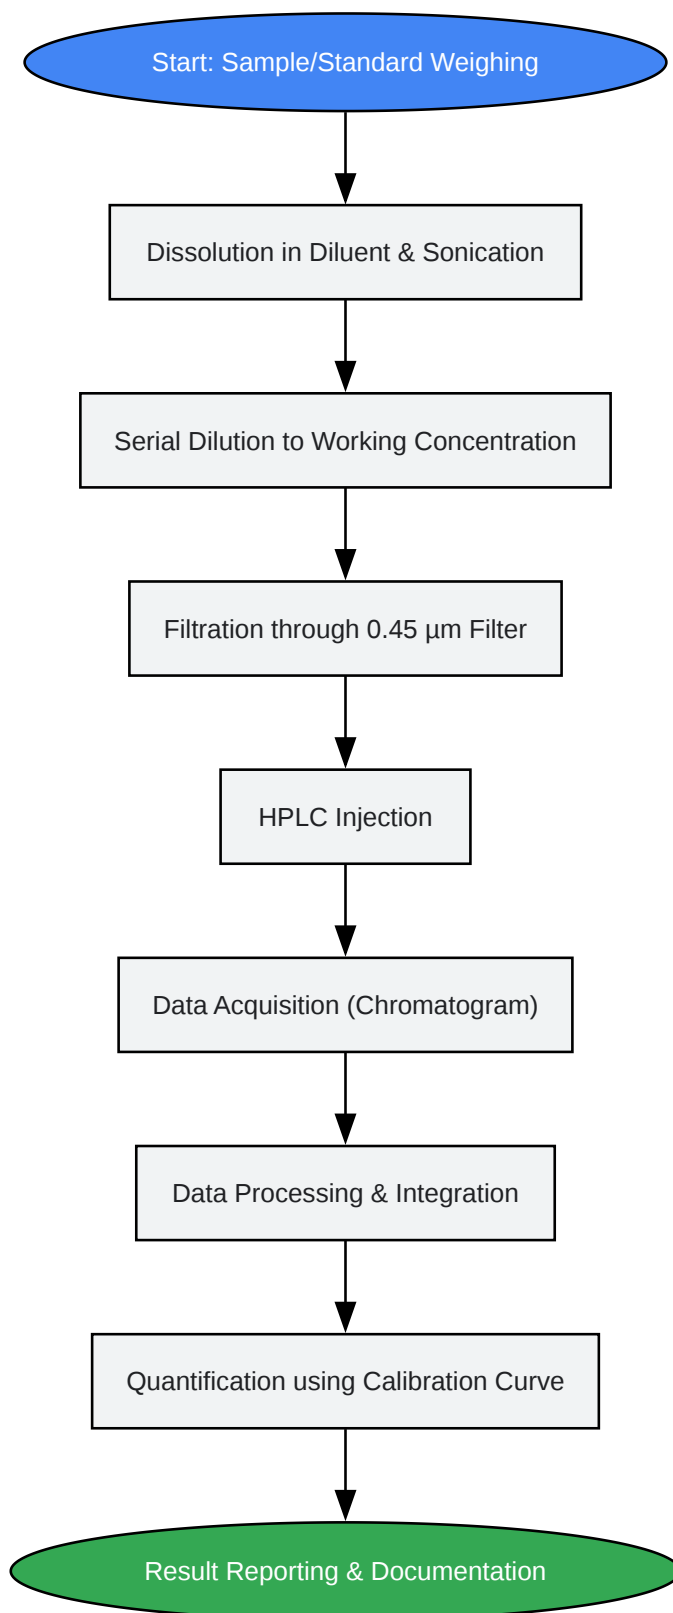 Start: Sample/Standard Weighing
Dissolution in Diluent & Sonication
Serial Dilution to Working Concentration
Filtration through 0.45 µm Filter
HPLC Injection
Data Acquisition (Chromatogram)
Data Processing & Integration
Quantification using Calibration Curve
Result Reporting & Documentation